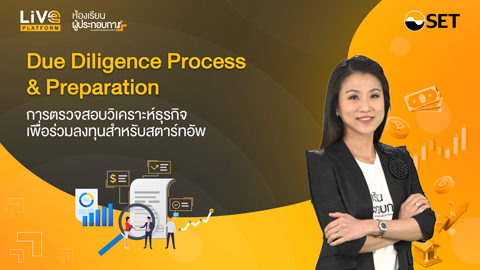 LiVe
PLATFORM
ห้องเรียน
ผู้ประกอบการ
SET
Due Diligence Process
& Preparation
การตรวจสอบวิเคราะห์ธุรกิจ
เพื่อร่วมลงทุนสำหรับสตาร์ทอัพ